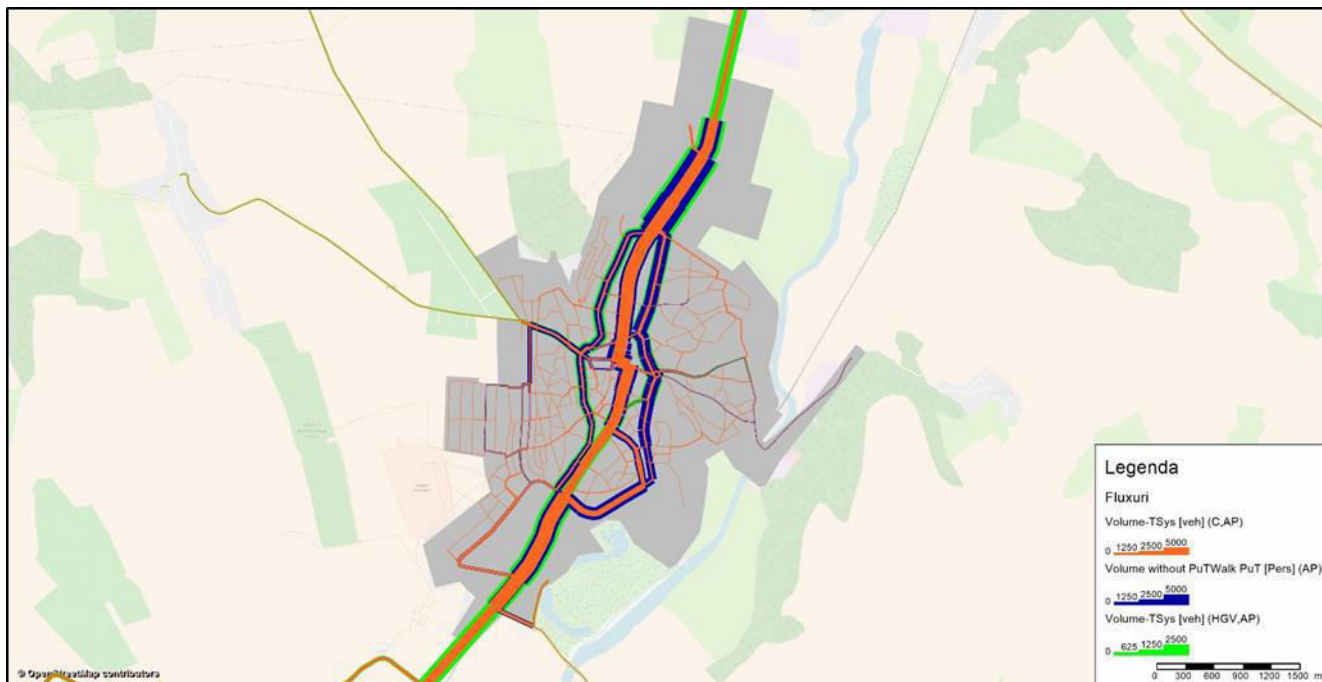 Legenda
Fluxuri
Volume-TSys [veh] (C,AP)
0 1250 2500 5000
Volume without PuTWalk PuT [Pers] (AP)
0 1250 2500 5000
Volume-TSys [veh] (HGV,AP)
0 625 1250 2500
0 300 600 900 1200 1500 m
© OpenStreetMap contributors